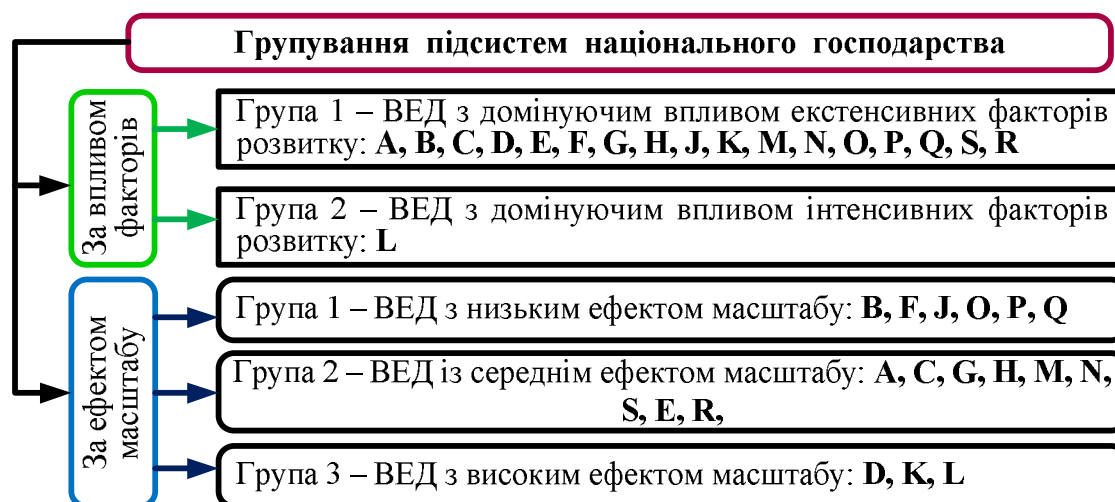 Групування підсистем національного господарства
За впливом
факторів
Група 1 – ВЕД з домінуючим впливом екстенсивних факторів
розвитку: A, B, C, D, E, F, G, H, J, K, M, N, O, P, Q, S, R
Група 2 – ВЕД з домінуючим впливом інтенсивних факторів
розвитку: L
За ефектом
масштабу
Група 1 – ВЕД з низьким ефектом масштабу: B, F, J, O, P, Q
Група 2 – ВЕД із середнім ефектом масштабу: A, C, G, H, M, N,
S, E, R,
Група 3 – ВЕД з високим ефектом масштабу: D, K, L